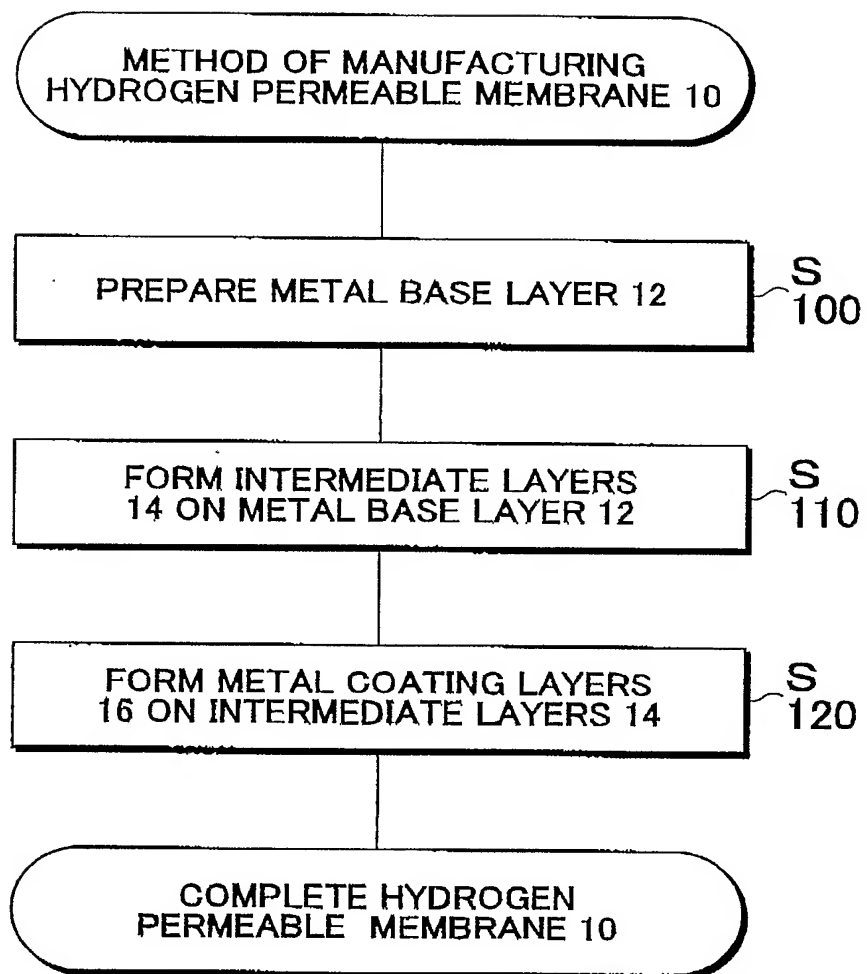 METHOD OF MANUFACTURING
HYDROGEN PERMEABLE MEMBRANE 10
PREPARE METAL BASE LAYER 12
S
100
FORM INTERMEDIATE LAYERS
14 ON METAL BASE LAYER 12
S
110
FORM METAL COATING LAYERS
16 ON INTERMEDIATE LAYERS 14
S
120
COMPLETE HYDROGEN
PERMEABLE MEMBRANE 10